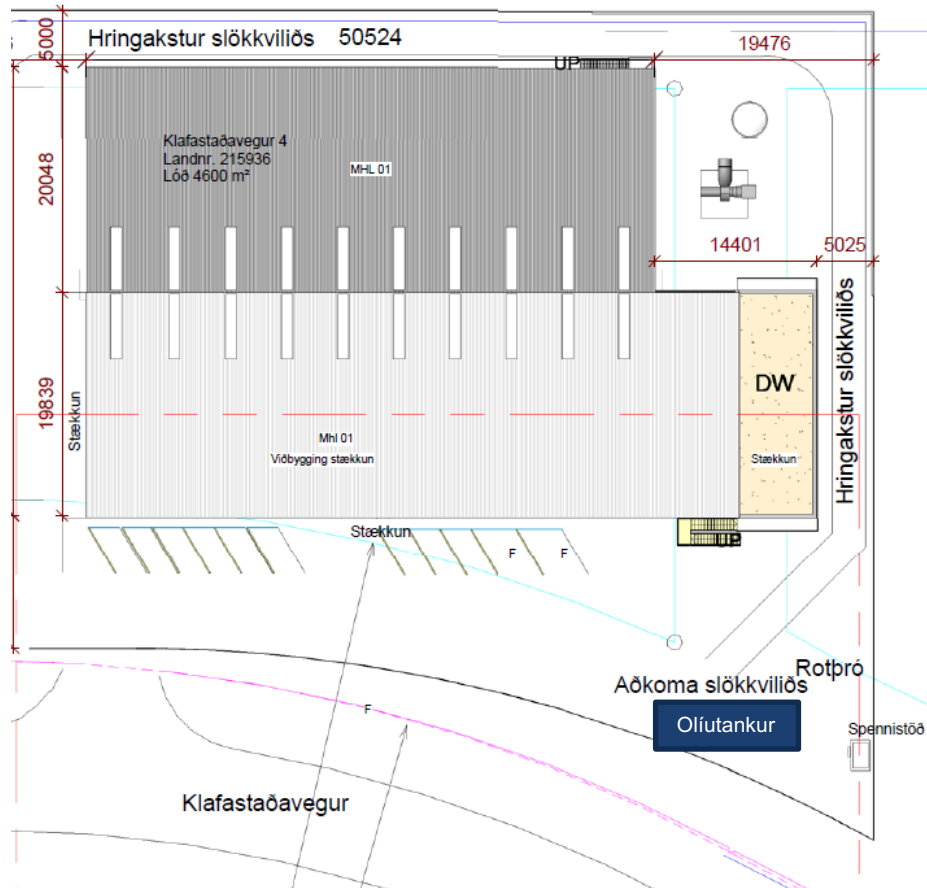 Hringakstur slökkviliðs 50524
19476
5000
UP
Klafastaðavegur 4
Landnr. 215936
Lóð 4600 m²
MHL 01
20048
14401
5025
Hringakstur slökkviliðs
DW
19839
Stækkun
Mhl 01
Viðbygging stækkun
Stækkun
Stækkun
F
F
UP
Rotþró
Aðkoma slökkviliðs
Olíutankur
F
Spennistöð
Klafastaðavegur